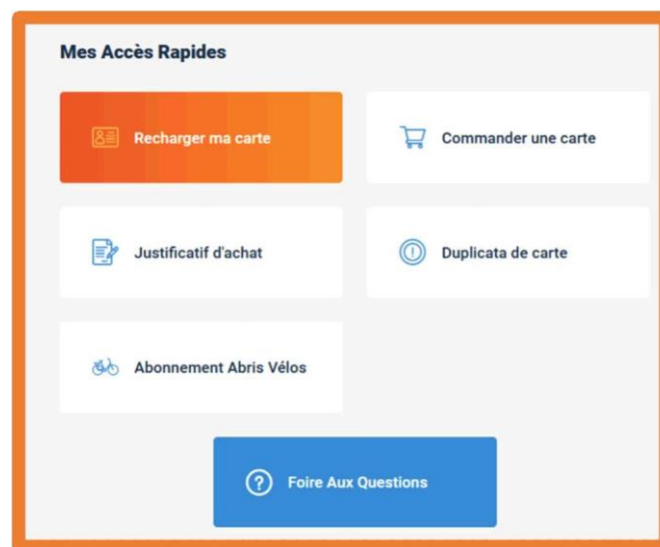 Mes Accès Rapides
Recharger ma carte
Commander une carte
Justificatif d'achat
Duplicata de carte
Abonnement Abris Vélos
Foire Aux Questions